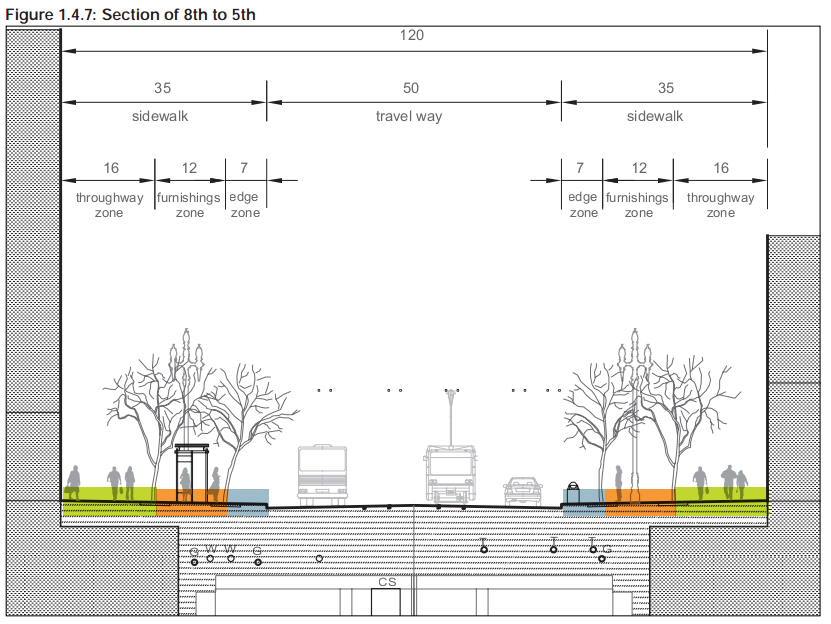 Figure 1.4.7: Section of 8th to 5th
120
35 50 35
sidewalk travel way sidewalk
16 12 7 7 12 16
throughway furnishings edge edge furnishings throughway
zone zone zone zone zone zone
G W W G T T T G
CS